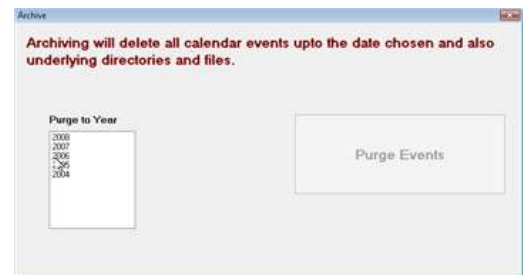 Archive
Archiving will delete all calendar events upto the date chosen and also
underlying directories and files.
Purge to Year
2008
2007
2006
2004
Purge Events